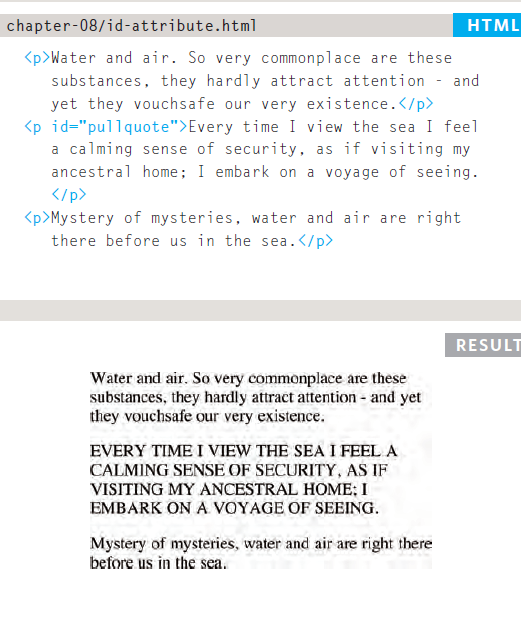 chapter-08/id-attribute.html HTML
<p>Water and air. So very commonplace are these
substances, they hardly attract attention - and
yet they vouchsafe our very existence.</p>
<p id="pullquote">Every time I view the sea I feel
a calming sense of security, as if visiting my
ancestral home; I embark on a voyage of seeing.
</p>
<p>Mystery of mysteries, water and air are right
there before us in the sea.</p>
RESULT
Water and air. So very commonplace are these
substances, they hardly attract attention - and yet
they vouchsafe our very existence.
EVERY TIME I VIEW THE SEA I FEEL A
CALMING SENSE OF SECURITY, AS IF
VISITING MY ANCESTRAL HOME; I
EMBARK ON A VOYAGE OF SEEING.
Mystery of mysteries, water and air are right there
before us in the sea.